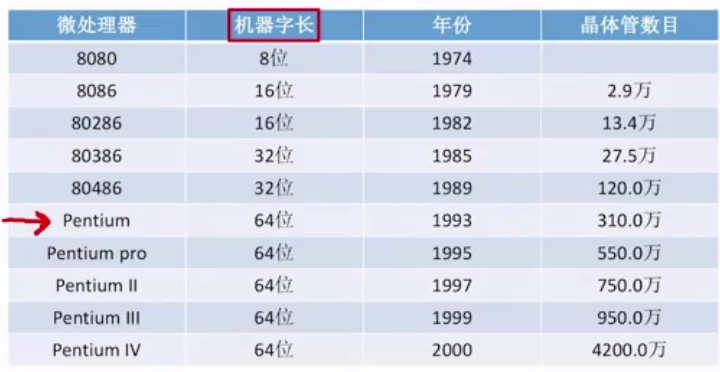 微处理器 机器字长 年份 晶体管数目
8080 8位 1974
8086 16位 1979 2.9万
80286 16位 1982 13.4万
80386 32位 1985 27.5万
80486 32位 1989 120.0万
Pentium 64位 1993 310.0万
Pentium pro 64位 1995 550.0万
Pentium II 64位 1997 750.0万
Pentium III 64位 1999 950.0万
Pentium IV 64位 2000 4200.0万